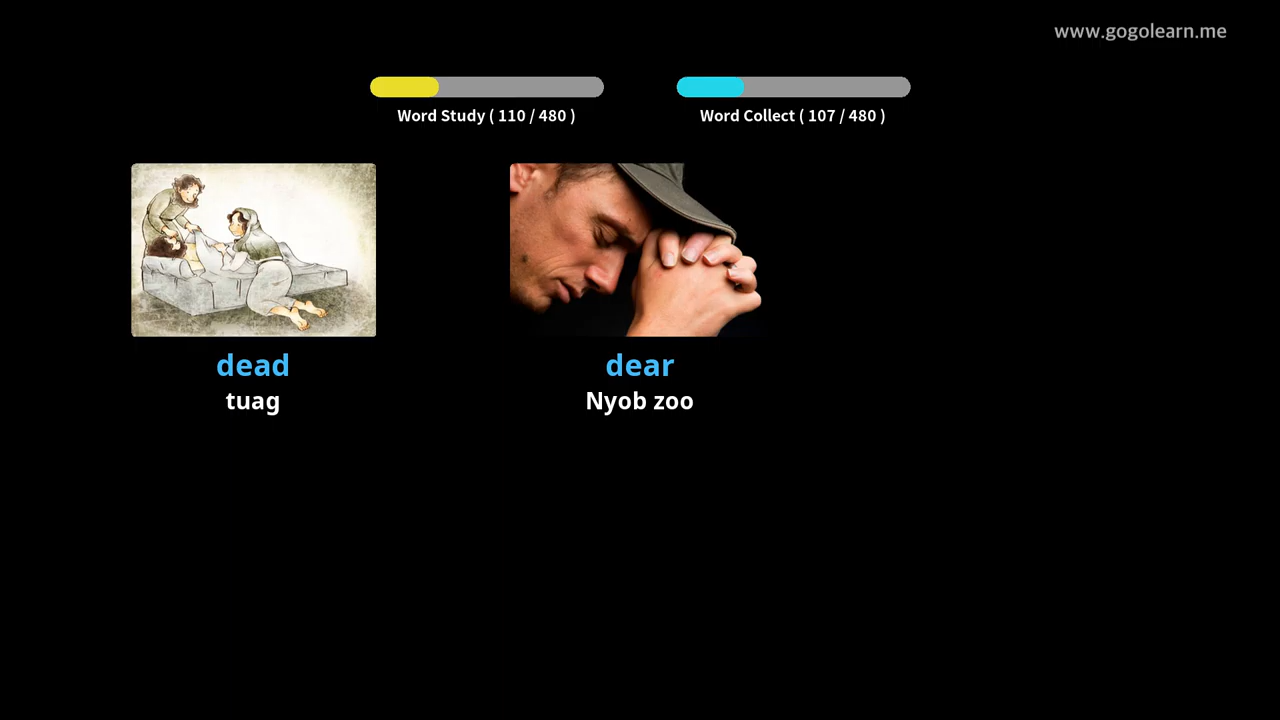 www.gogolearn.me
Word Study ( 110 / 480 )
Word Collect ( 107 / 480 )
dead
tuag
dear
Nyob zoo